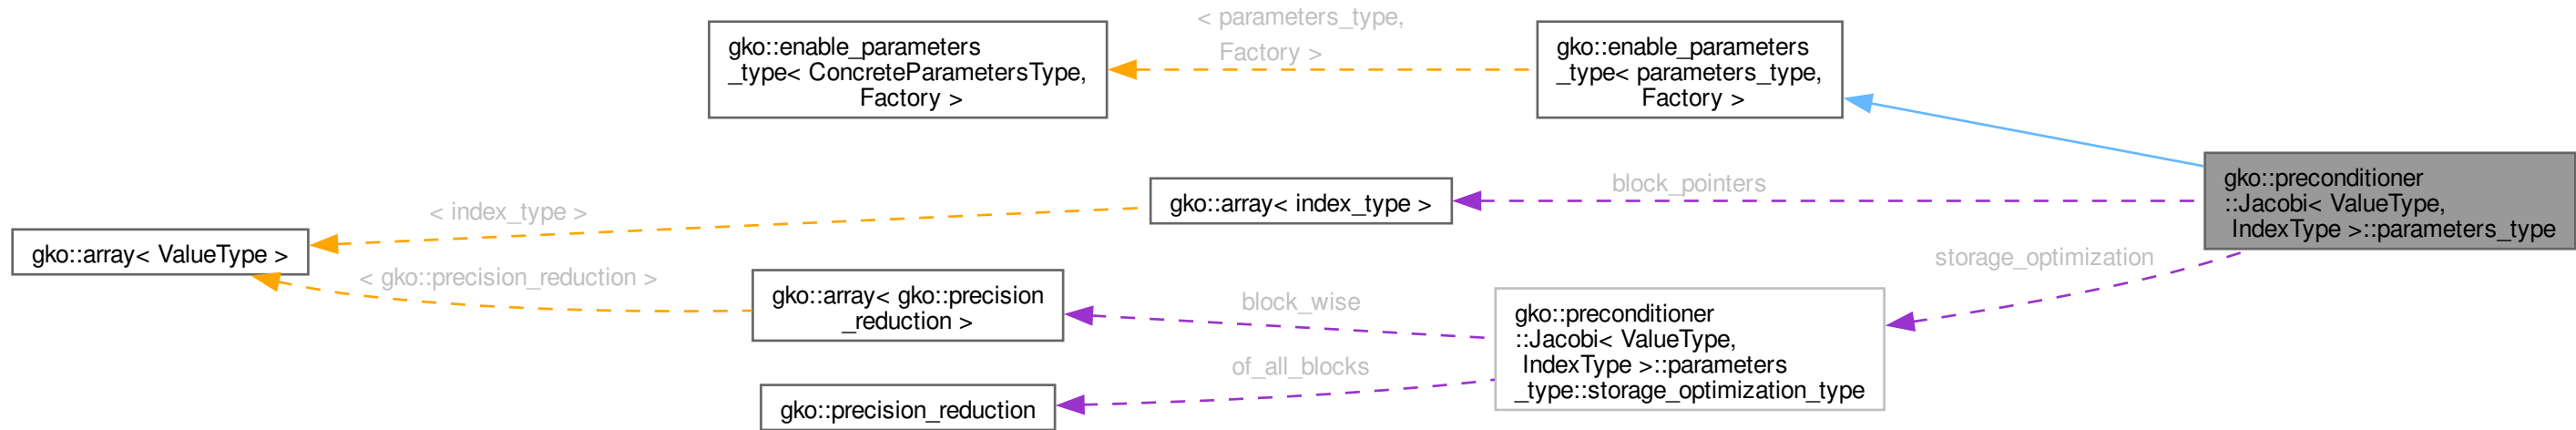 < parameters_type,
Factory >
gko::enable_parameters
_type< ConcreteParametersType,
Factory >
gko::enable_parameters
_type< parameters_type,
Factory >
gko::preconditioner
::Jacobi< ValueType,
IndexType >::parameters_type
block_pointers
gko::array< index_type >
< index_type >
gko::array< ValueType >
< gko::precision_reduction >
gko::array< gko::precision
_reduction >
block_wise
storage_optimization
gko::preconditioner
::Jacobi< ValueType,
IndexType >::parameters
_type::storage_optimization_type
of_all_blocks
gko::precision_reduction